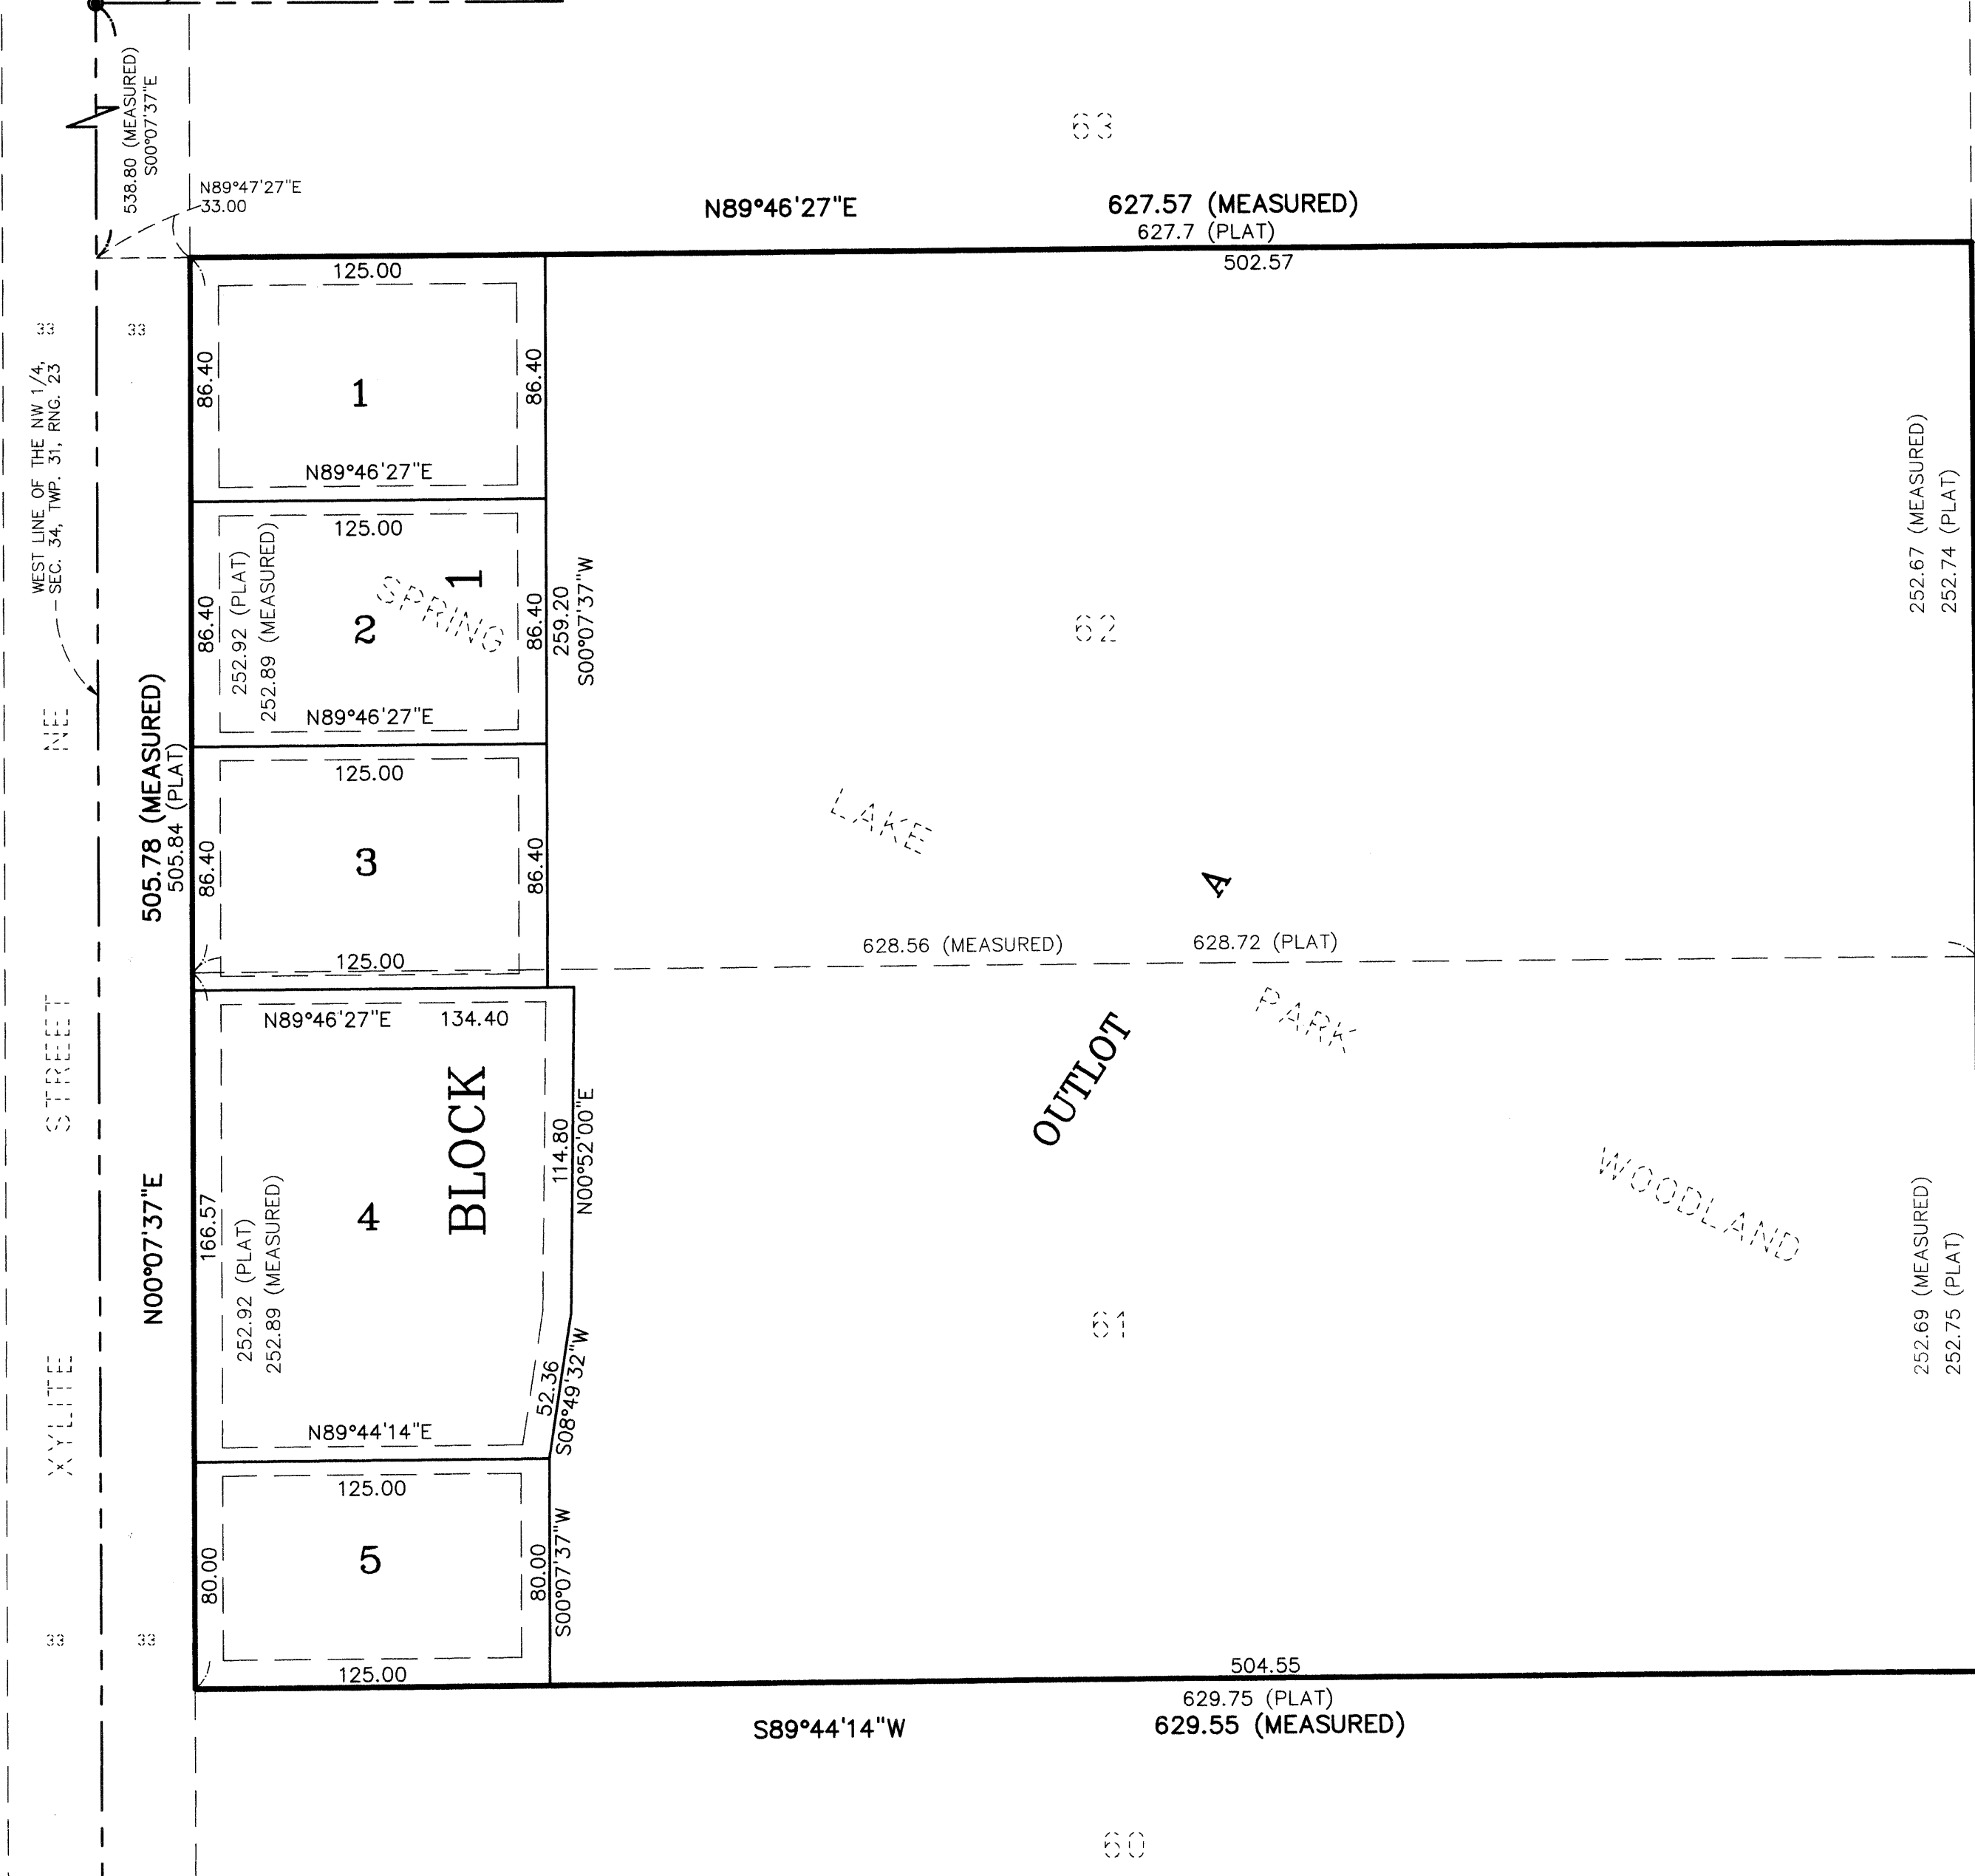 538.80 (MEASURED)
S00°07'37"E
63
N89°47'27"E
33.00
N89°46'27"E
627.57 (MEASURED)
627.7 (PLAT)
502.57
125.00
33
33
WEST LINE OF THE NW 1/4,
SEC. 34, TWP. 31, RNG. 23
86.40
1
86.40
N89°46'27"E
125.00
252.67 (MEASURED)
252.74 (PLAT)
86.40
252.92 (PLAT)
252.89 (MEASURED)
2
SPRING
1
86.40
259.20
S00°07'37"W
62
N89°46'27"E
NE
505.78 (MEASURED)
505.84 (PLAT)
125.00
86.40
3
86.40
LAKE
A
125.00
628.56 (MEASURED)
628.72 (PLAT)
N89°46'27"E
134.40
PARK
OUTLOT
STREET
BLOCK
114.80
N00°52'00"E
N00°07'37"E
166.57
252.92 (PLAT)
252.89 (MEASURED)
4
WOODLAND
61
252.69 (MEASURED)
252.75 (PLAT)
XYLITE
52.36
S08°49'32"W
N89°44'14"E
125.00
80.00
5
80.00
S00°07'37"W
33
33
125.00
504.55
629.75 (PLAT)
S89°44'14"W
629.55 (MEASURED)
60